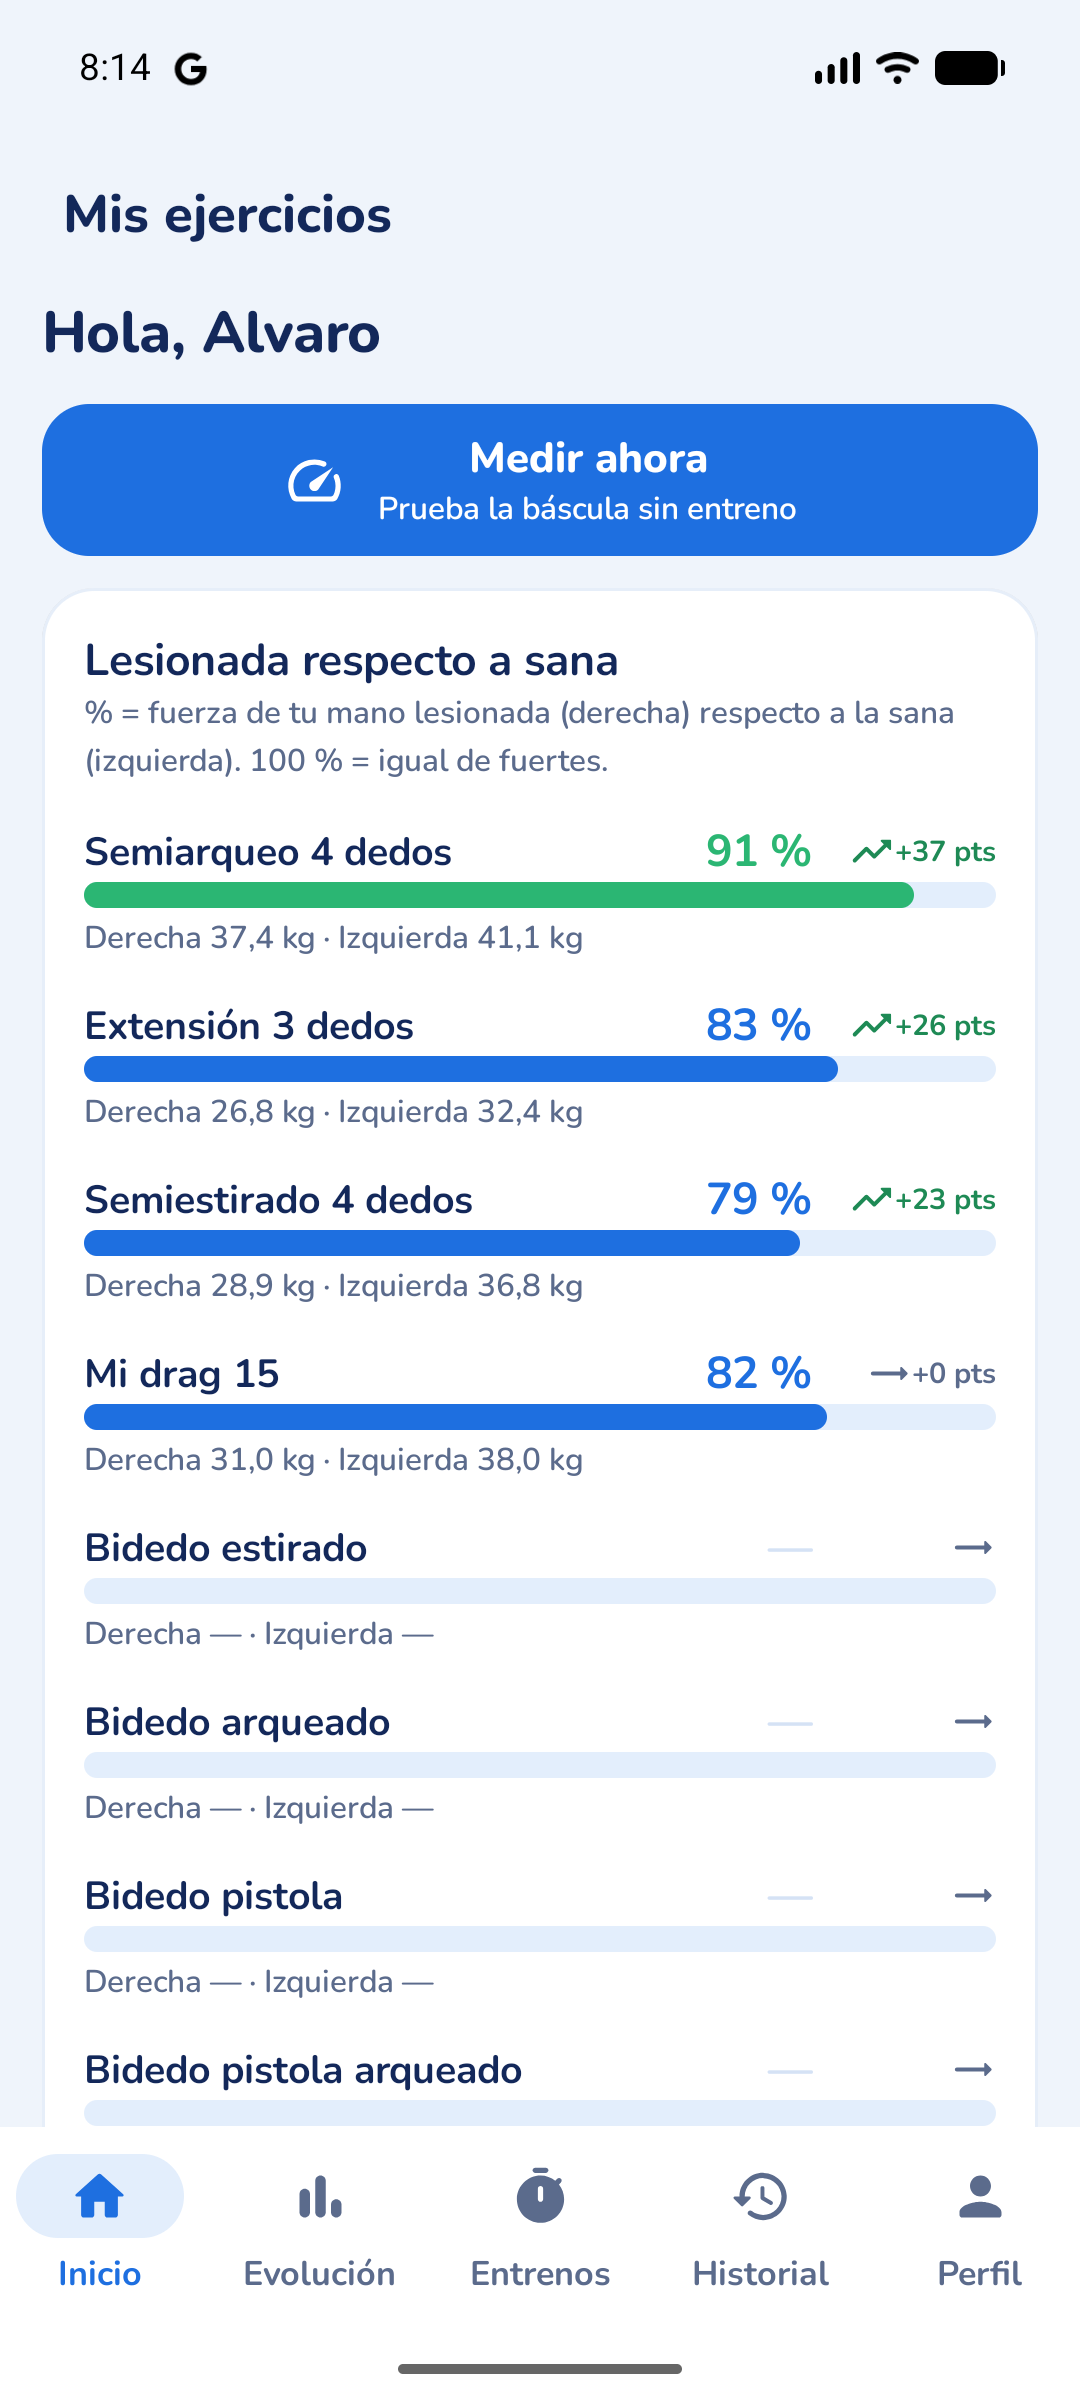 8:14 G
Mis ejercicios
Hola, Alvaro
Medir ahora
Prueba la báscula sin entreno
Lesionada respecto a sana
% = fuerza de tu mano lesionada (derecha) respecto a la sana
(izquierda). 100 % = igual de fuertes.
Semiarqueo 4 dedos 91 % +37 pts
Derecha 37,4 kg · Izquierda 41,1 kg
Extensión 3 dedos 83 % +26 pts
Derecha 26,8 kg · Izquierda 32,4 kg
Semiestirado 4 dedos 79 % +23 pts
Derecha 28,9 kg · Izquierda 36,8 kg
Mi drag 15 82 % +0 pts
Derecha 31,0 kg · Izquierda 38,0 kg
Bidedo estirado —
Derecha — · Izquierda —
Bidedo arqueado —
Derecha — · Izquierda —
Bidedo pistola —
Derecha — · Izquierda —
Bidedo pistola arqueado —
Inicio Evolución Entrenos Historial Perfil